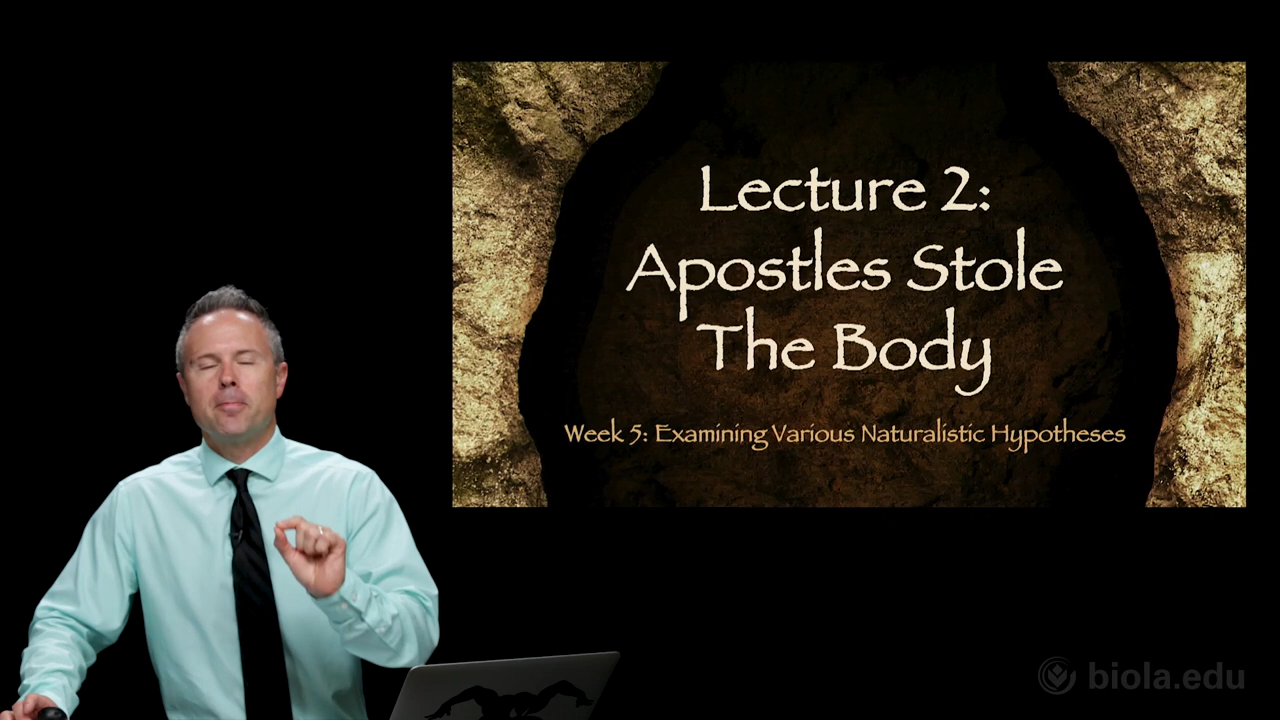 Lecture 2:
Apostles Stole
The Body
Week 5: Examining Various Naturalistic Hypotheses
biola.edu